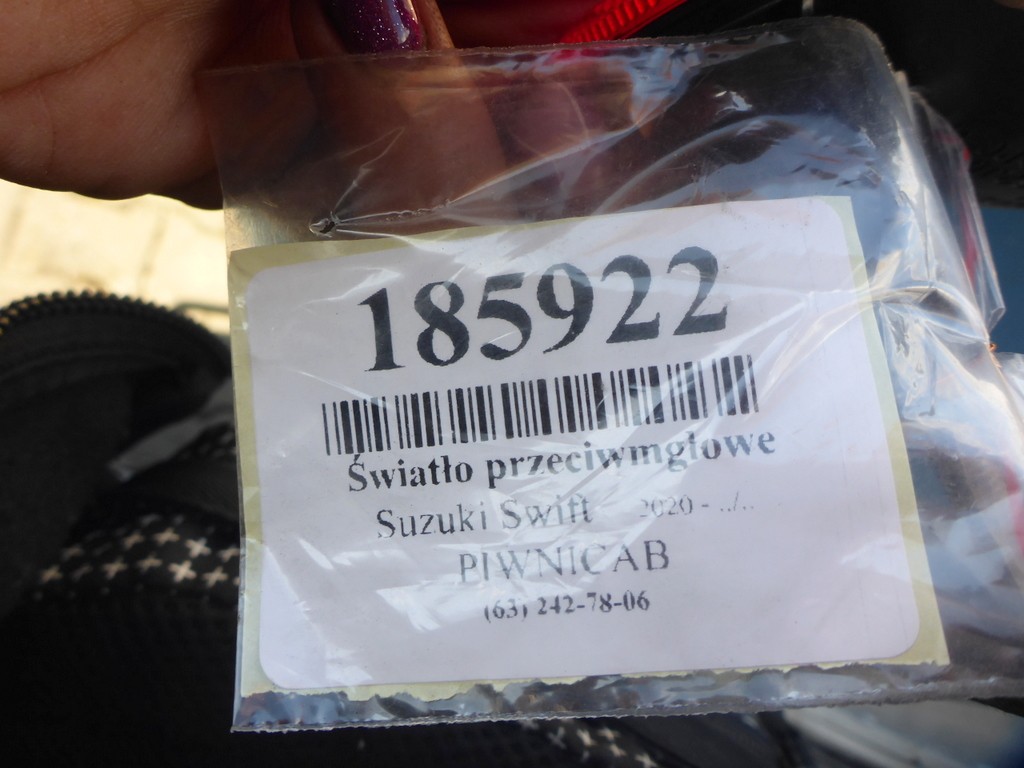 185922
Światło przeciwmgłowe
Suzuki Swift 2020 - ../..
PIWNICAB
(63) 242-78-06